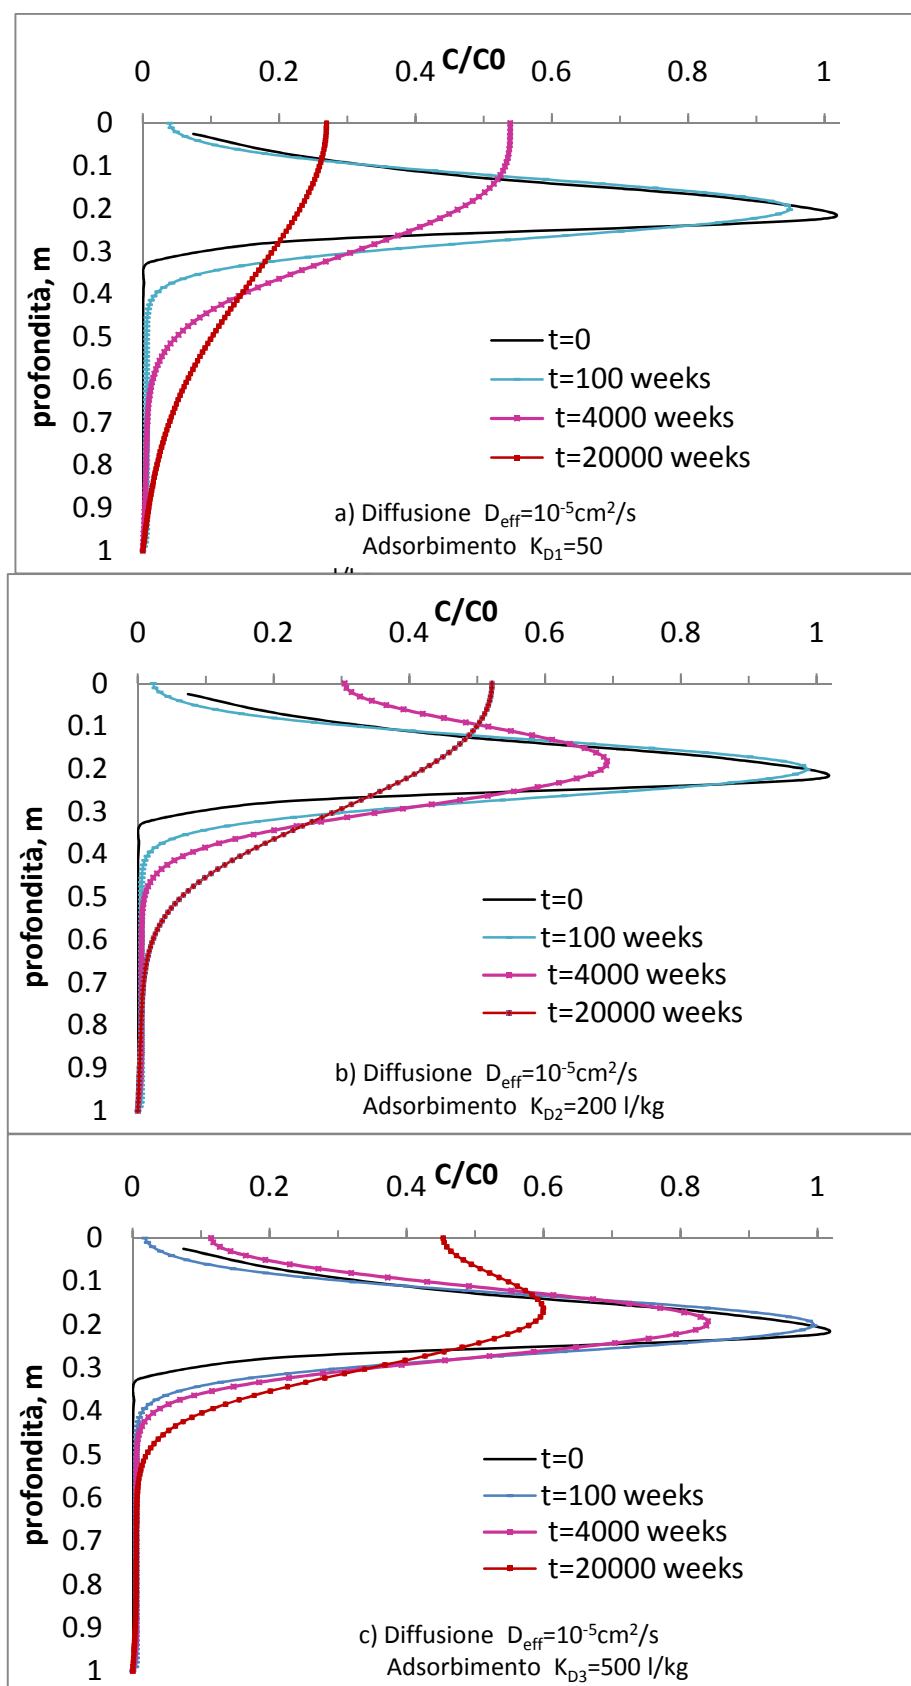 C/C0
0 0.2 0.4 0.6 0.8 1
profondità, m
0
0.1
0.2
0.3
0.4
0.5
0.6
0.7
0.8
0.9
1
t=0
t=100 weeks
t=4000 weeks
t=20000 weeks
a) Diffusione D_eff=10^-5cm^2/s
Adsorbimento K_D1=50
C/C0
0 0.2 0.4 0.6 0.8 1
profondità, m
0
0.1
0.2
0.3
0.4
0.5
0.6
0.7
0.8
0.9
1
t=0
t=100 weeks
t=4000 weeks
t=20000 weeks
b) Diffusione D_eff=10^-5cm^2/s
Adsorbimento K_D2=200 l/kg
C/C0
0 0.2 0.4 0.6 0.8 1
profondità, m
0
0.1
0.2
0.3
0.4
0.5
0.6
0.7
0.8
0.9
1
t=0
t=100 weeks
t=4000 weeks
t=20000 weeks
c) Diffusione D_eff=10^-5cm^2/s
Adsorbimento K_D3=500 l/kg